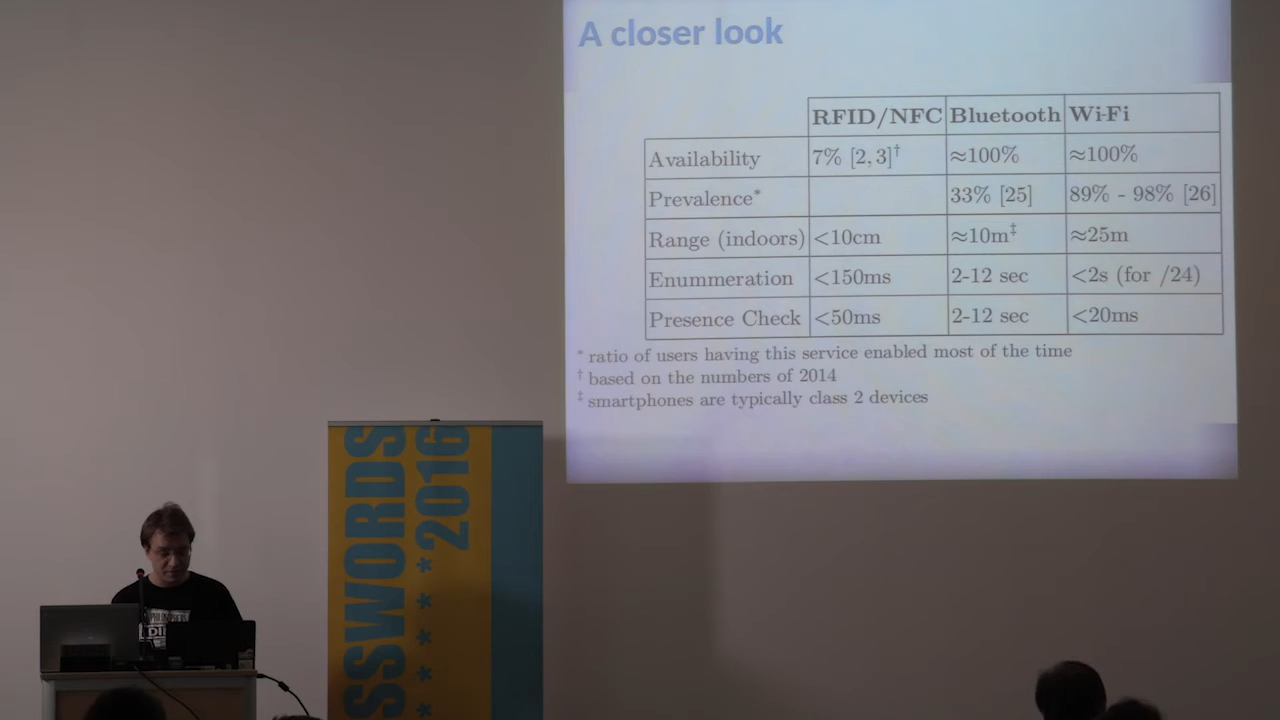 A closer look
RFID/NFC Bluetooth Wi-Fi
Availability 7% [2,3]† ≈100% ≈100%
Prevalence* 33% [25] 89% - 98% [26]
Range (indoors) <10cm ≈10m‡ ≈25m
Enummeration <150ms 2-12 sec <2s (for /24)
Presence Check <50ms 2-12 sec <20ms
* ratio of users having this service enabled most of the time
† based on the numbers of 2014
‡ smartphones are typically class 2 devices
SSWORDS
2016
******